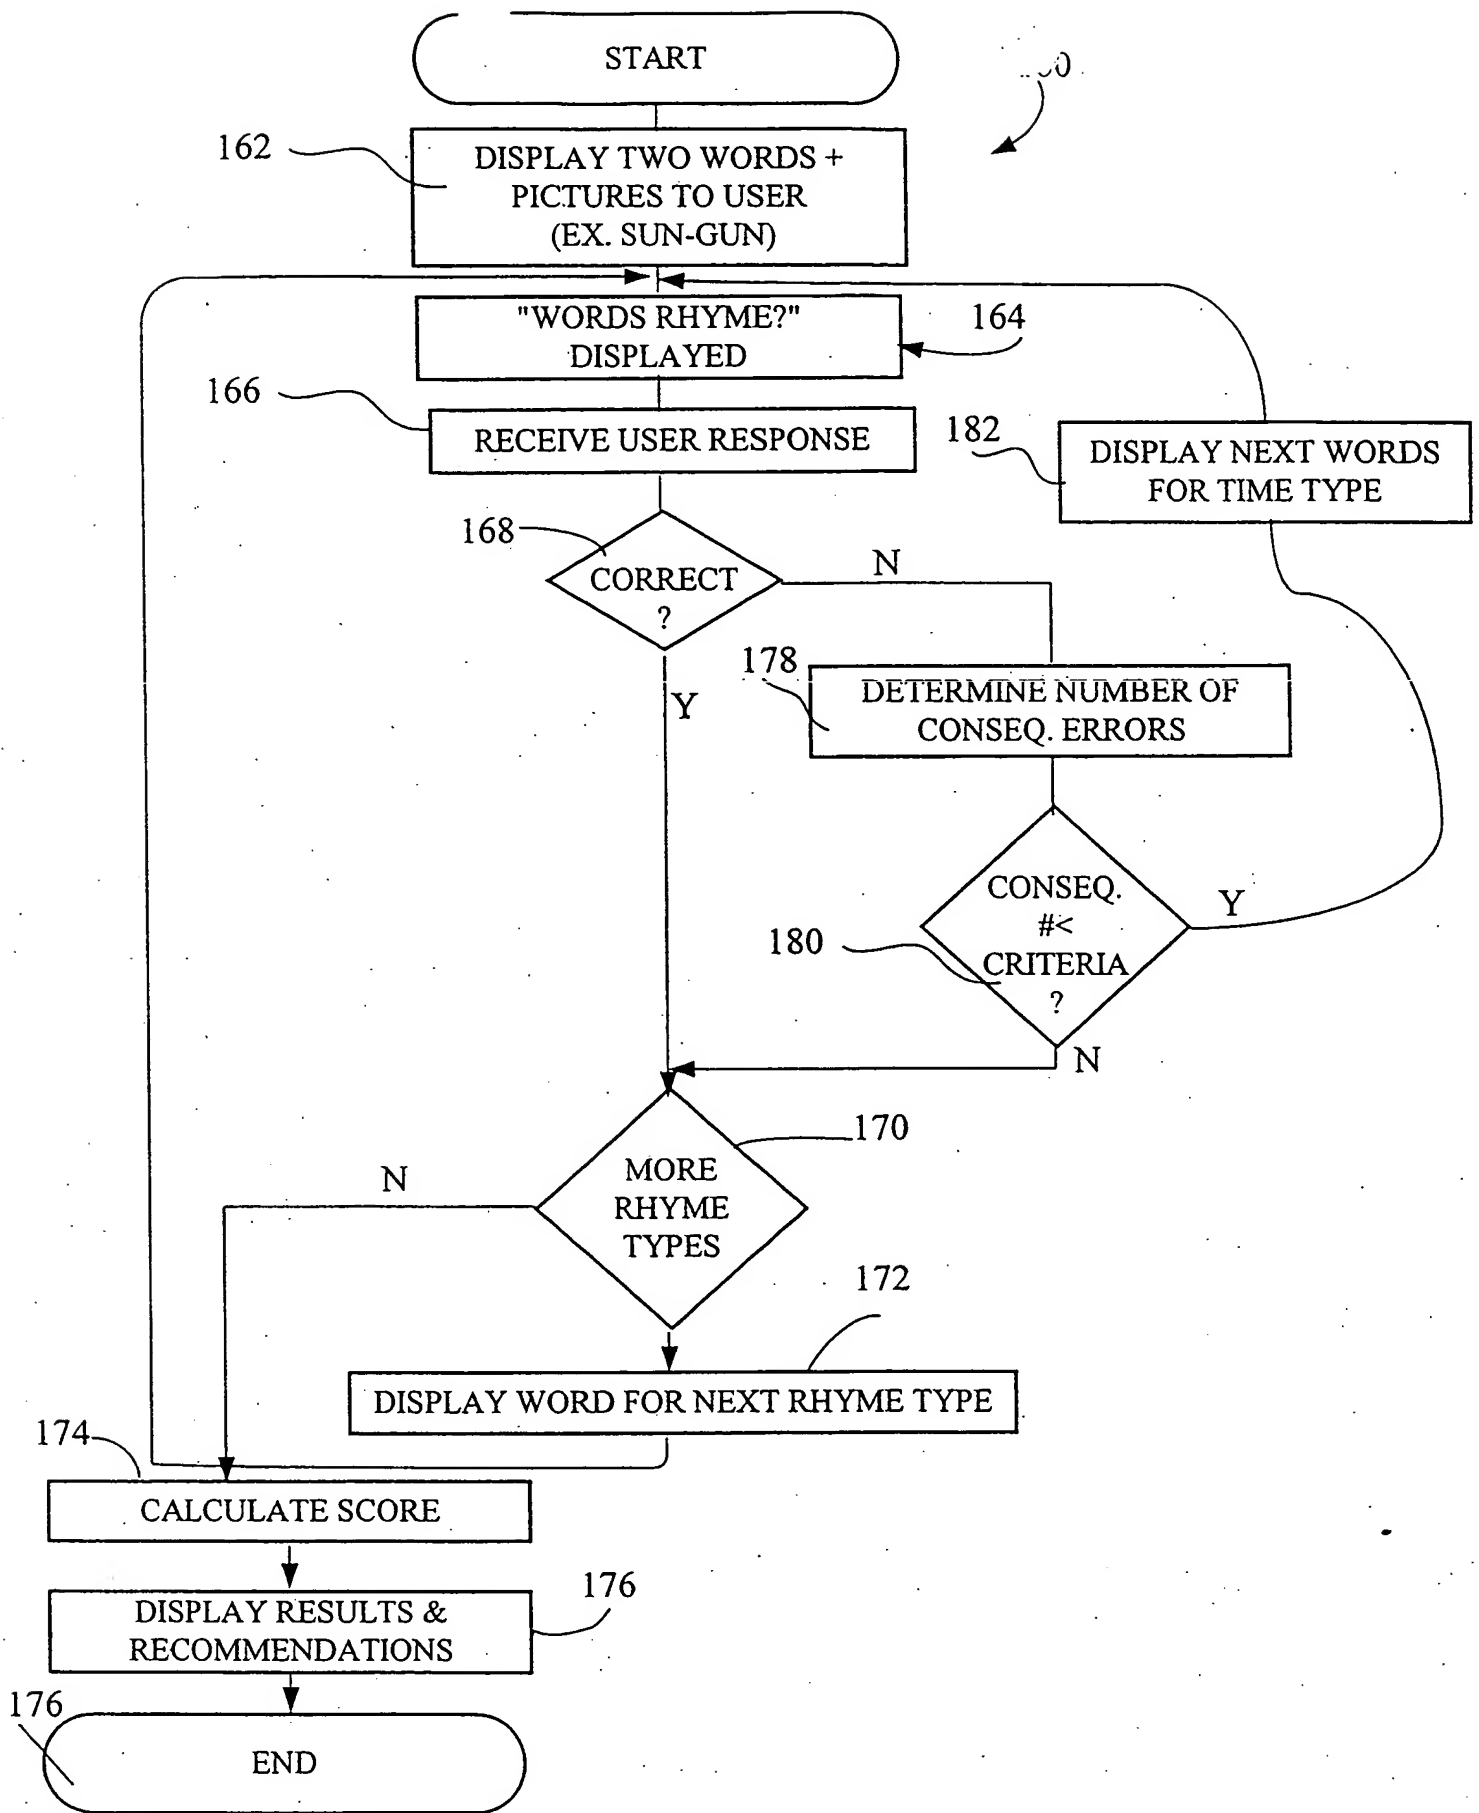 START
162
DISPLAY TWO WORDS +
PICTURES TO USER
(EX. SUN-GUN)
"WORDS RHYME?"
DISPLAYED
164
166
RECEIVE USER RESPONSE
182
DISPLAY NEXT WORDS
FOR TIME TYPE
168
CORRECT
?
N
Y
178
DETERMINE NUMBER OF
CONSEQ. ERRORS
CONSEQ.
#<
CRITERIA
?
Y
180
N
170
MORE
RHYME
TYPES
N
172
DISPLAY WORD FOR NEXT RHYME TYPE
174
CALCULATE SCORE
176
DISPLAY RESULTS &
RECOMMENDATIONS
176
END